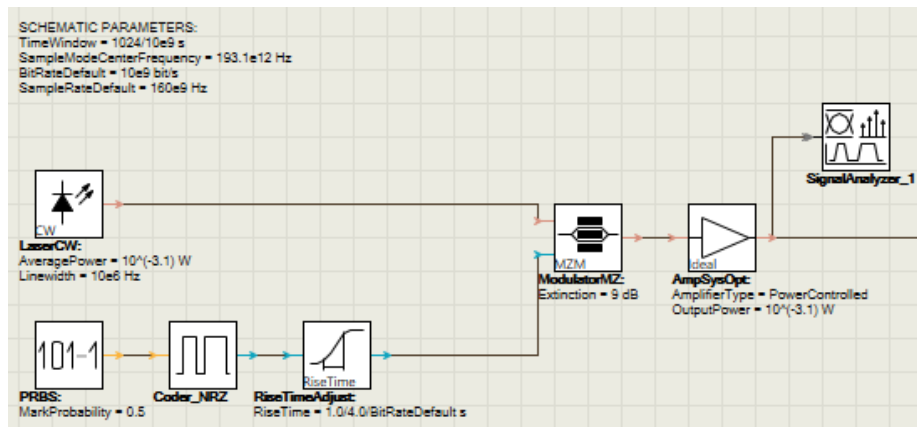 SCHEMATIC PARAMETERS:
TimeWindow = 1024/10e9 s
SampleModeCenterFrequency = 193.1e12 Hz
BitRateDefault = 10e9 bit/s
SampleRateDefault = 160e9 Hz
SignalAnalyzer_1
CW
LaserCW:
AveragePower = 10^(-3.1) W
Linewidth = 10e6 Hz
MZM
ModulatorMZ:
Extinction = 9 dB
Ideal
AmpSysOpt:
AmplifierType = PowerControlled
OutputPower = 10^(-3.1) W
101-1
PRBS:
MarkProbability = 0.5
Coder_NRZ
RiseTime
RiseTimeAdjust:
RiseTime = 1.0/4.0/BitRateDefault s